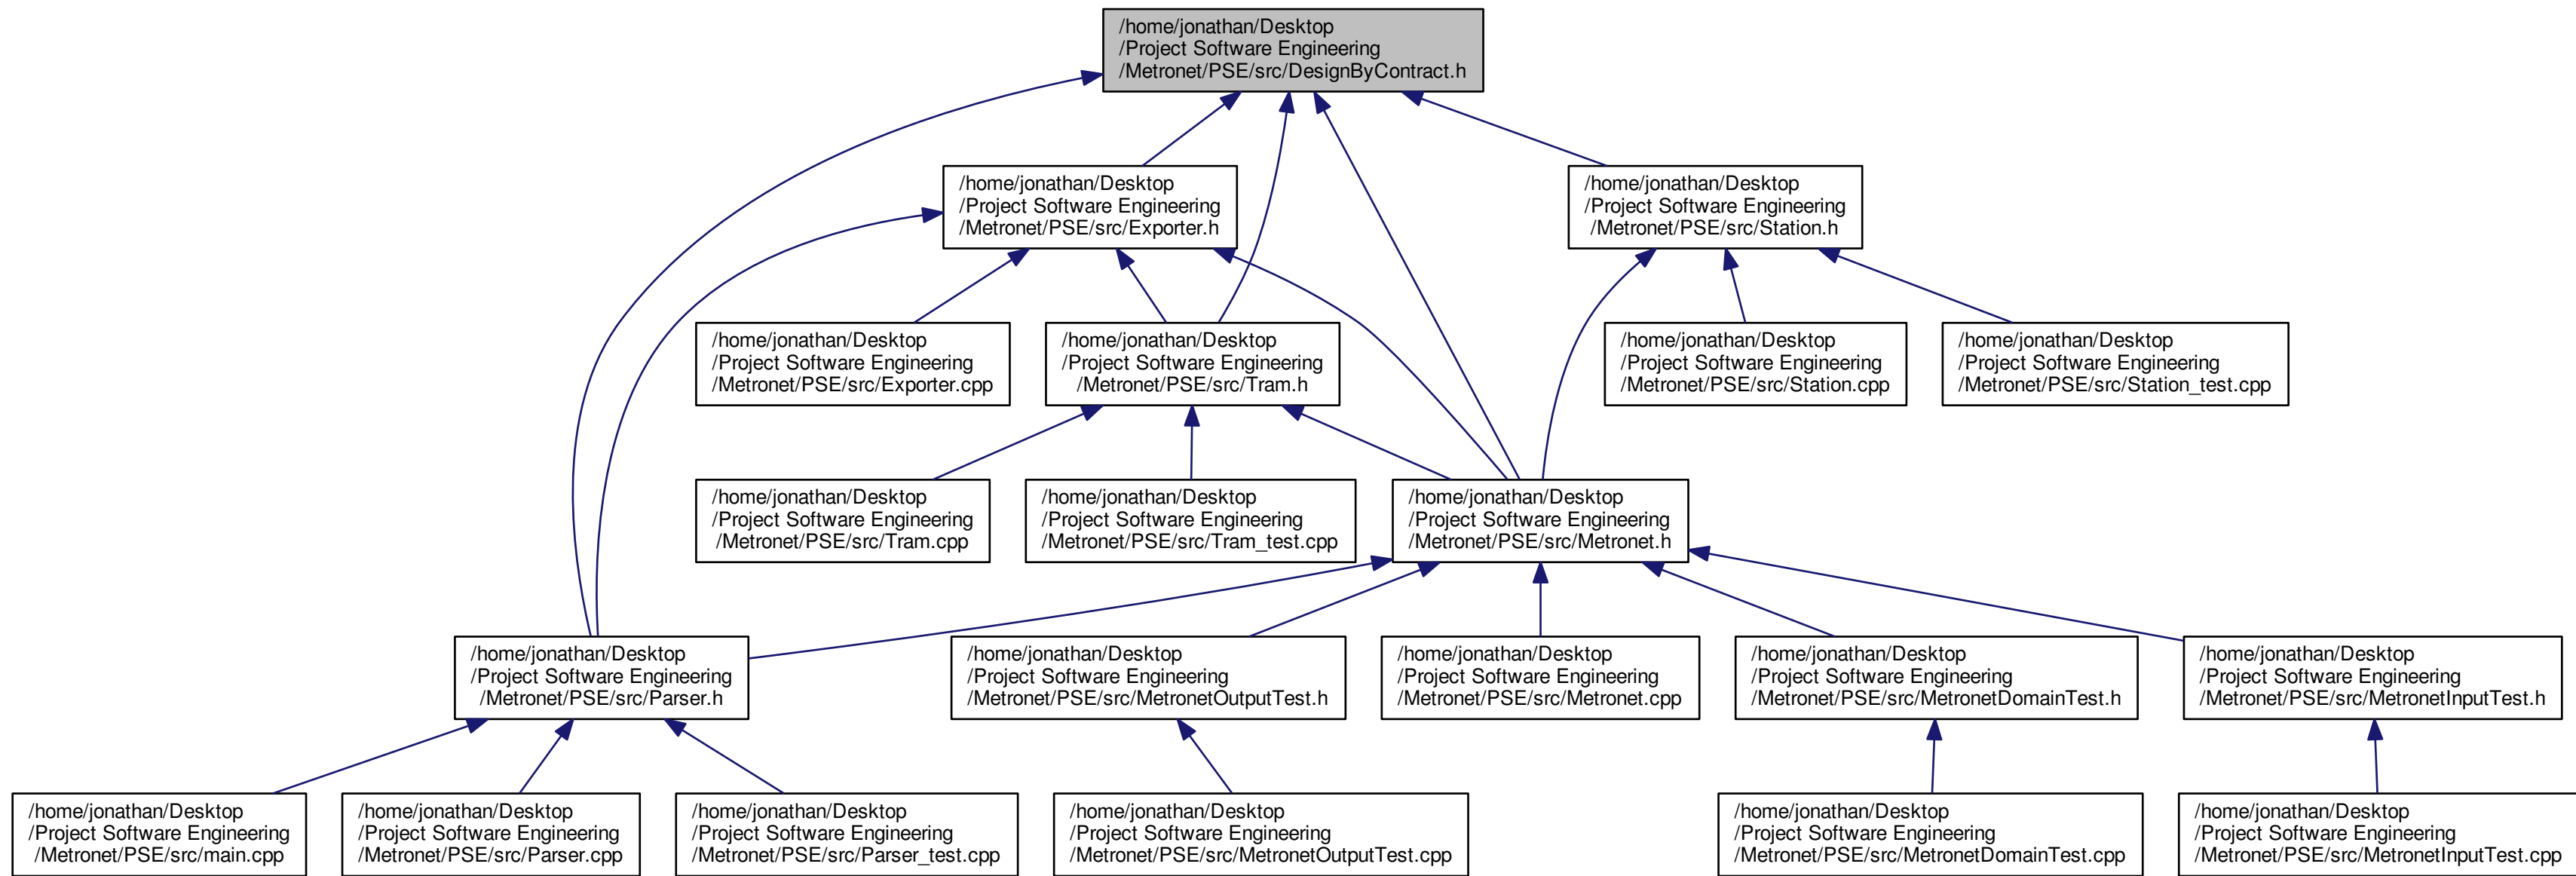 /home/jonathan/Desktop
/Project Software Engineering
/Metronet/PSE/src/DesignByContract.h
/home/jonathan/Desktop
/Project Software Engineering
/Metronet/PSE/src/Exporter.h
/home/jonathan/Desktop
/Project Software Engineering
/Metronet/PSE/src/Station.h
/home/jonathan/Desktop
/Project Software Engineering
/Metronet/PSE/src/Exporter.cpp
/home/jonathan/Desktop
/Project Software Engineering
/Metronet/PSE/src/Tram.h
/home/jonathan/Desktop
/Project Software Engineering
/Metronet/PSE/src/Station.cpp
/home/jonathan/Desktop
/Project Software Engineering
/Metronet/PSE/src/Station_test.cpp
/home/jonathan/Desktop
/Project Software Engineering
/Metronet/PSE/src/Tram.cpp
/home/jonathan/Desktop
/Project Software Engineering
/Metronet/PSE/src/Tram_test.cpp
/home/jonathan/Desktop
/Project Software Engineering
/Metronet/PSE/src/Metronet.h
/home/jonathan/Desktop
/Project Software Engineering
/Metronet/PSE/src/Parser.h
/home/jonathan/Desktop
/Project Software Engineering
/Metronet/PSE/src/MetronetOutputTest.h
/home/jonathan/Desktop
/Project Software Engineering
/Metronet/PSE/src/Metronet.cpp
/home/jonathan/Desktop
/Project Software Engineering
/Metronet/PSE/src/MetronetDomainTest.h
/home/jonathan/Desktop
/Project Software Engineering
/Metronet/PSE/src/MetronetInputTest.h
/home/jonathan/Desktop
/Project Software Engineering
/Metronet/PSE/src/main.cpp
/home/jonathan/Desktop
/Project Software Engineering
/Metronet/PSE/src/Parser.cpp
/home/jonathan/Desktop
/Project Software Engineering
/Metronet/PSE/src/Parser_test.cpp
/home/jonathan/Desktop
/Project Software Engineering
/Metronet/PSE/src/MetronetOutputTest.cpp
/home/jonathan/Desktop
/Project Software Engineering
/Metronet/PSE/src/MetronetDomainTest.cpp
/home/jonathan/Desktop
/Project Software Engineering
/Metronet/PSE/src/MetronetInputTest.cpp